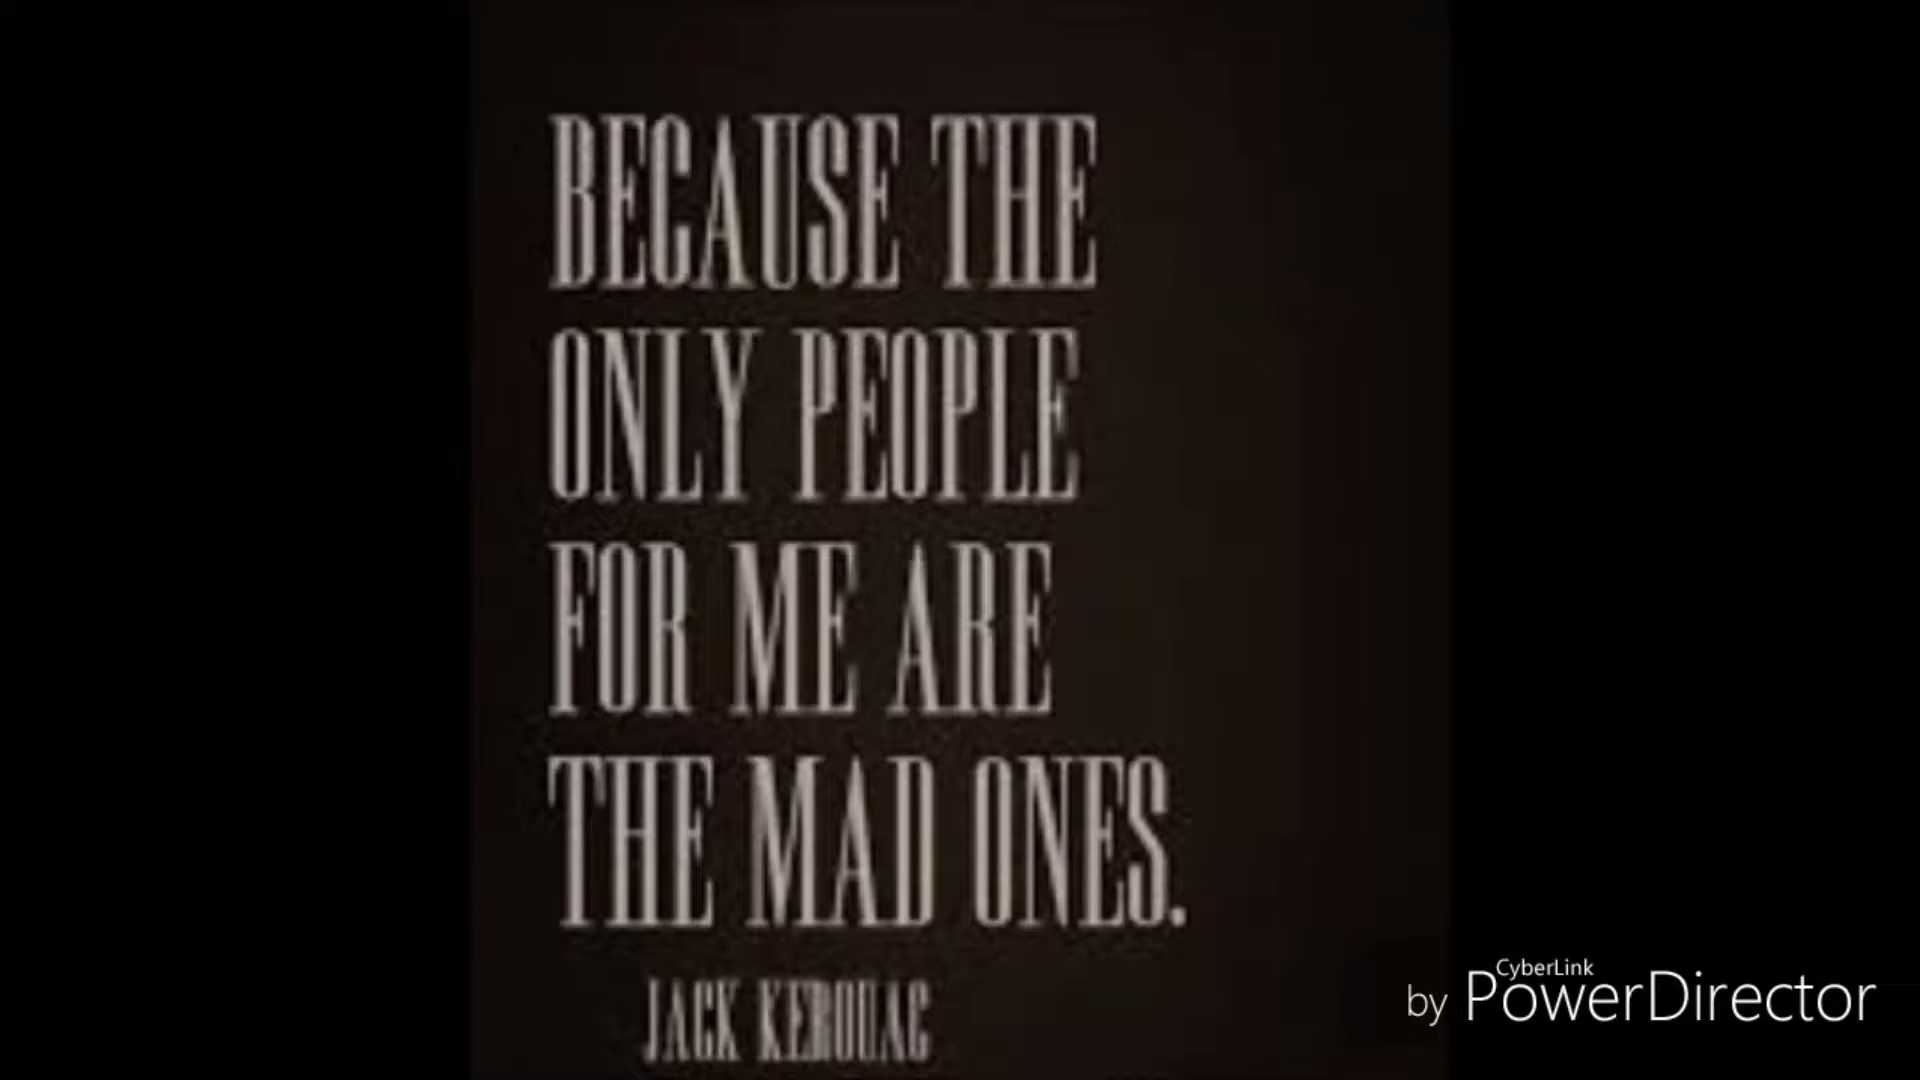 BECAUSE THE
ONLY PEOPLE
FOR ME ARE
THE MAD ONES.
JACK KEROUAC
CyberLink
by PowerDirector